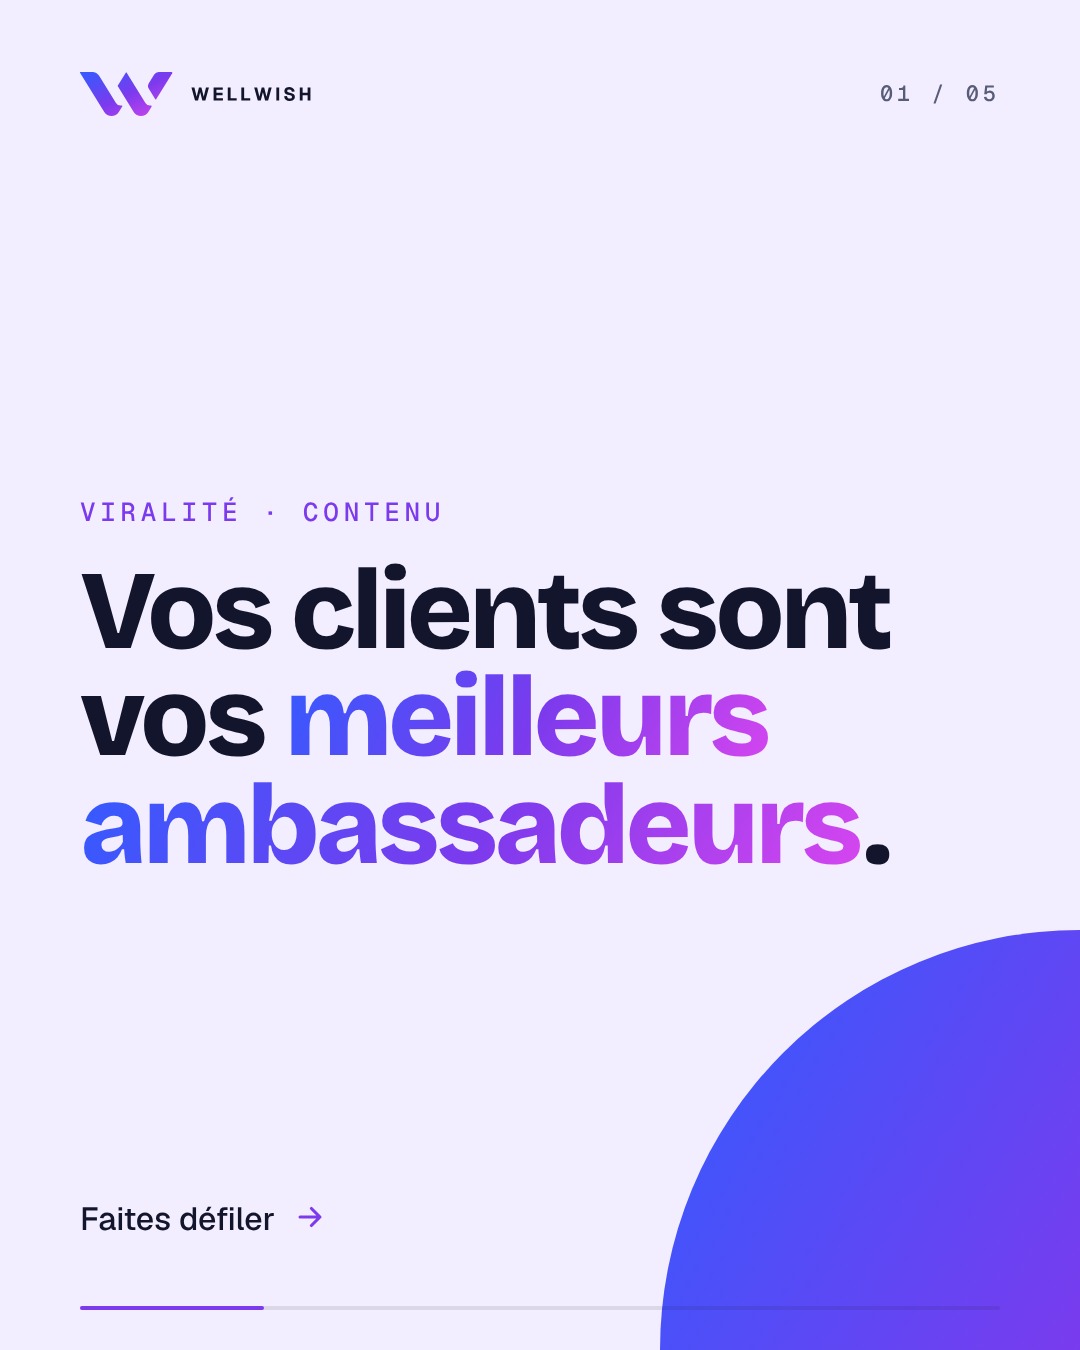 WELLWISH
01 / 05
VIRALITÉ · CONTENU
Vos clients sont
vos meilleurs
ambassadeurs.
Faites défiler →